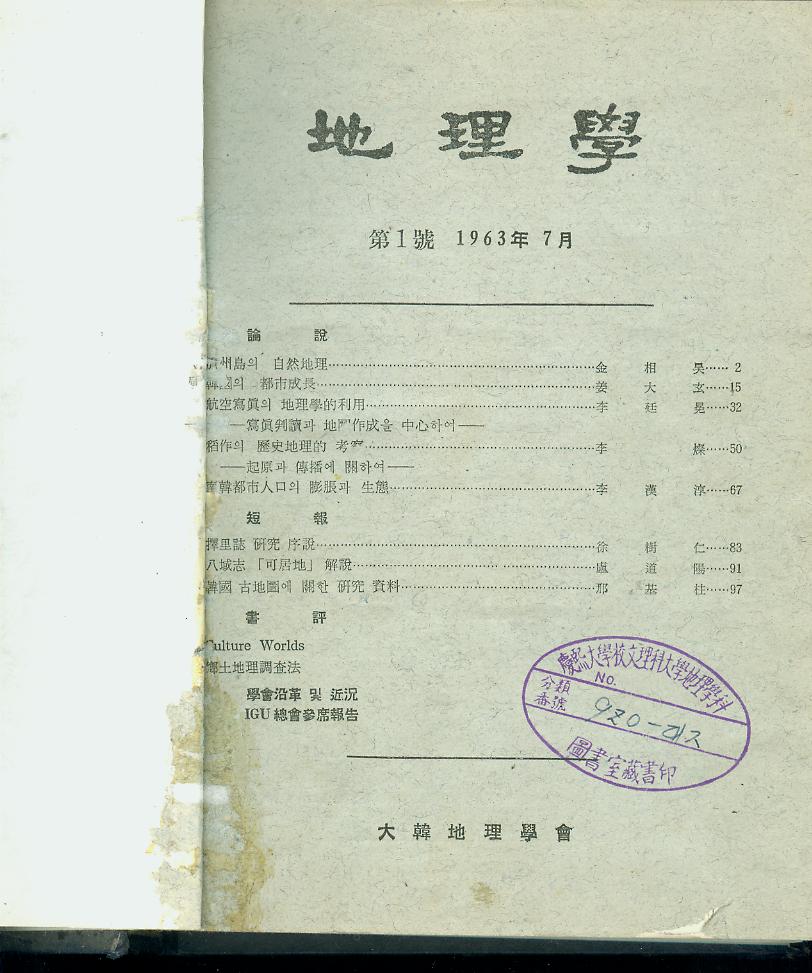 地理學
第1號 1963年 7月
論 說
州島의 自然地理 金相昊 2
韓國의 都市成長 姜大玄 15
航空寫眞의 地理學的利用 李廷冕 32
──寫眞判讀과 地圖作成을 中心하여──
稻作의 歷史地理的 考察 李燦 50
──起原과 傳播에 關하여──
韓都市人口의 膨脹과 生態 李漢淳 67
短 報
擇里誌 研究 序說 徐樹仁 83
八域志 「可居地」 解說 盧道陽 91
韓國 古地圖에 關한 研究 資料 邢基柱 97
書 評
Culture Worlds
鄕土地理調査法
學會沿革 및 近況
IGU 總會參席報告
慶熙大學校文理科大學地理學科
NO.
分類
番號
920-
圖書室藏書印
大韓地理學會